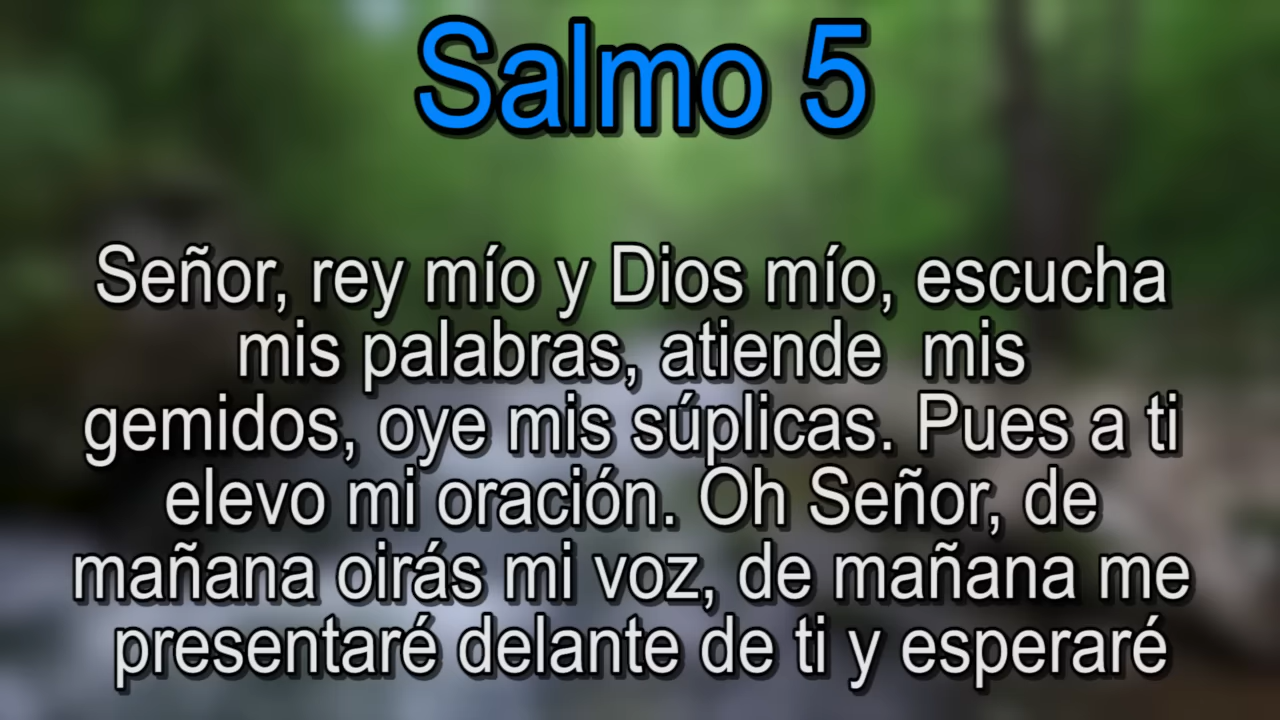 Salmo 5
Señor, rey mío y Dios mío, escucha
mis palabras, atiende  mis
gemidos, oye mis súplicas. Pues a ti
elevo mi oración. Oh Señor, de
mañana oirás mi voz, de mañana me
presentaré delante de ti y esperaré